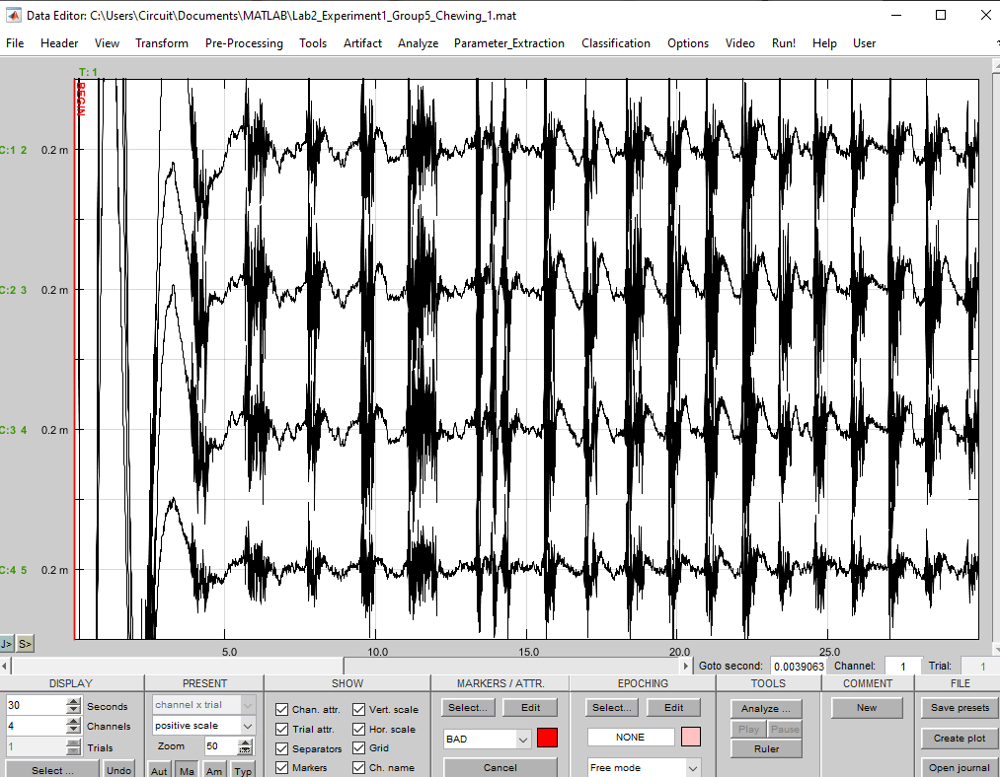 Data Editor: C:\Users\Circuit\Documents\MATLAB\Lab2_Experiment1_Group5_Chewing_1.mat
File Header View Transform Pre-Processing Tools Artifact Analyze Parameter_Extraction Classification Options Video Run! Help User
T: 1
BEGIN
C:1 2 0.2 m
C:2 3 0.2 m
C:3 4 0.2 m
C:4 5 0.2 m
J> S>
5.0 10.0 15.0 20.0 25.0
Goto second: 0.0039063 Channel: 1 Trial: 1
DISPLAY PRESENT SHOW MARKERS / ATTR. EPOCHING TOOLS COMMENT FILE
30 Seconds channel x trial Chan. attr. Vert. scale Select... Edit Select... Edit Analyze ... New Save presets
4 Channels positive scale Trial attr. Hor. scale Play Pause
1 Trials Zoom 50 Separators Grid BAD NONE Ruler Create plot
Select ... Undo Aut Ma Am Typ Markers Ch. name Cancel Free mode Open journal